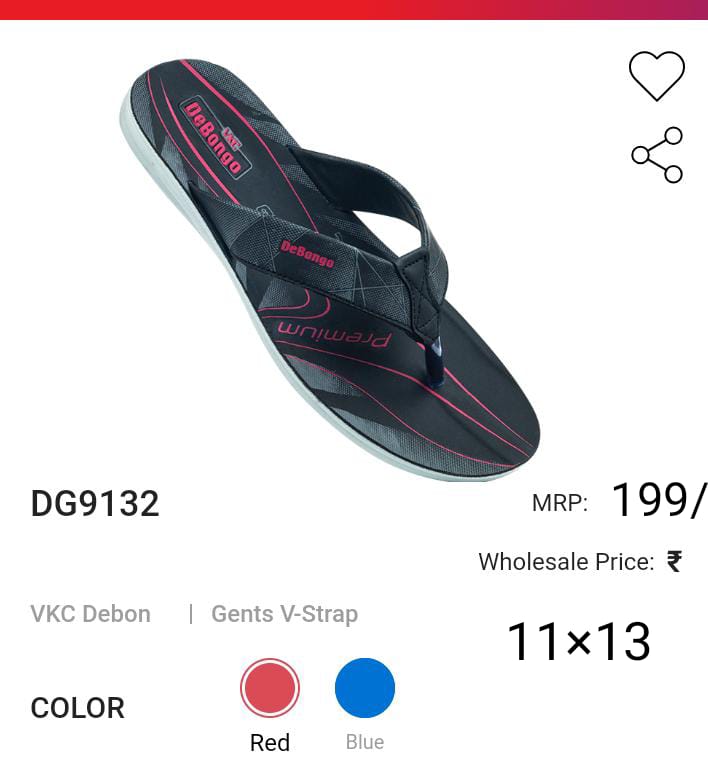 VKC
DeBongo
DeBongo
Premium
DG9132
MRP: 199/
Wholesale Price: ₹
VKC Debon | Gents V-Strap
11×13
COLOR
Red
Blue